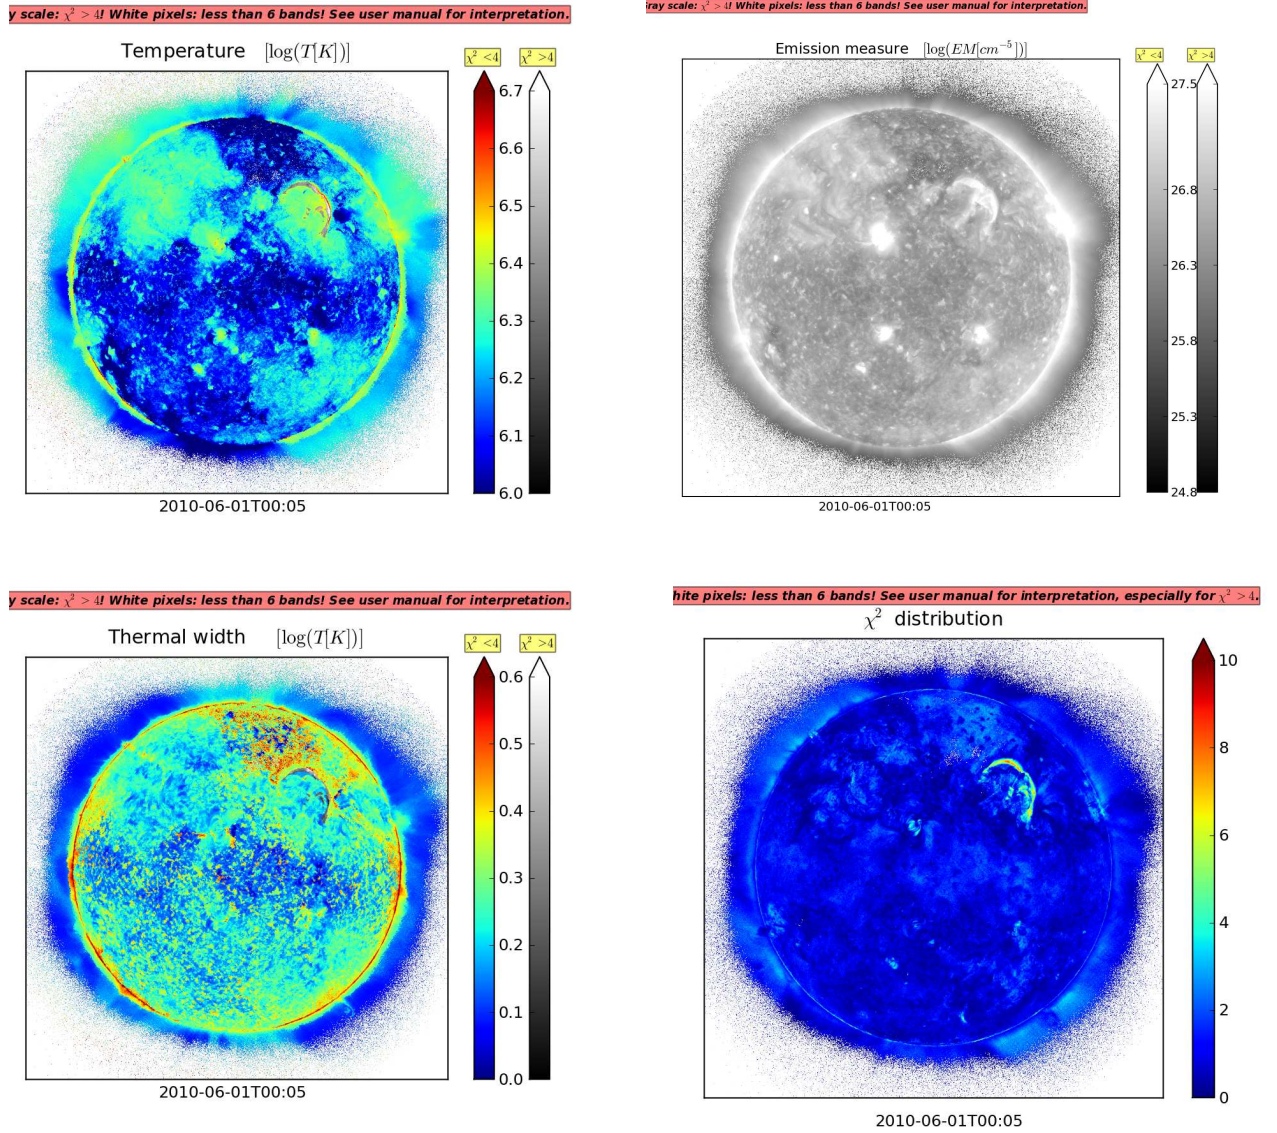 y scale: χ² > 4! White pixels: less than 6 bands! See user manual for interpretation.
Temperature [log(T[K])]
χ² <4
χ² >4
6.7
6.6
6.5
6.4
6.3
6.2
6.1
6.0
2010-06-01T00:05
Gray scale: χ² > 4! White pixels: less than 6 bands! See user manual for interpretation.
Emission measure [log(EM[cm⁻⁵])]
χ² <4
χ² >4
27.5
26.8
26.3
25.8
25.3
24.8
2010-06-01T00:05
y scale: χ² > 4! White pixels: less than 6 bands! See user manual for interpretation.
Thermal width [log(T[K])]
χ² <4
χ² >4
0.6
0.5
0.4
0.3
0.2
0.1
0.0
2010-06-01T00:05
hite pixels: less than 6 bands! See user manual for interpretation, especially for χ² > 4.
χ² distribution
10
8
6
4
2
0
2010-06-01T00:05